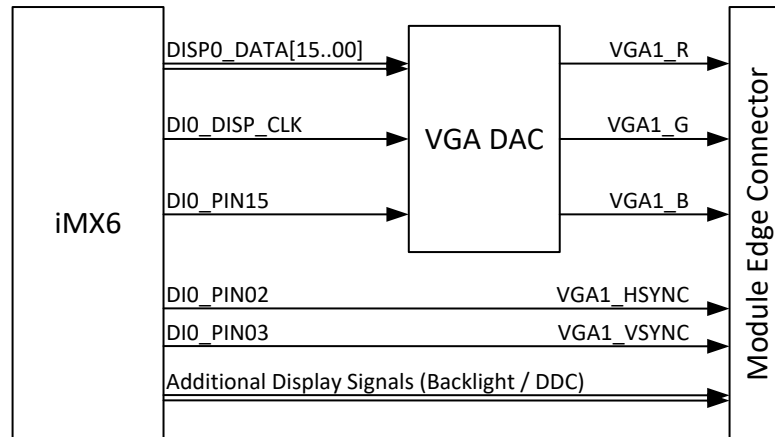 DISP0_DATA[15..00]
VGA1_R
DI0_DISP_CLK
VGA DAC
VGA1_G
DI0_PIN15
VGA1_B
iMX6
DI0_PIN02
VGA1_HSYNC
DI0_PIN03
VGA1_VSYNC
Additional Display Signals (Backlight / DDC)
Module Edge Connector